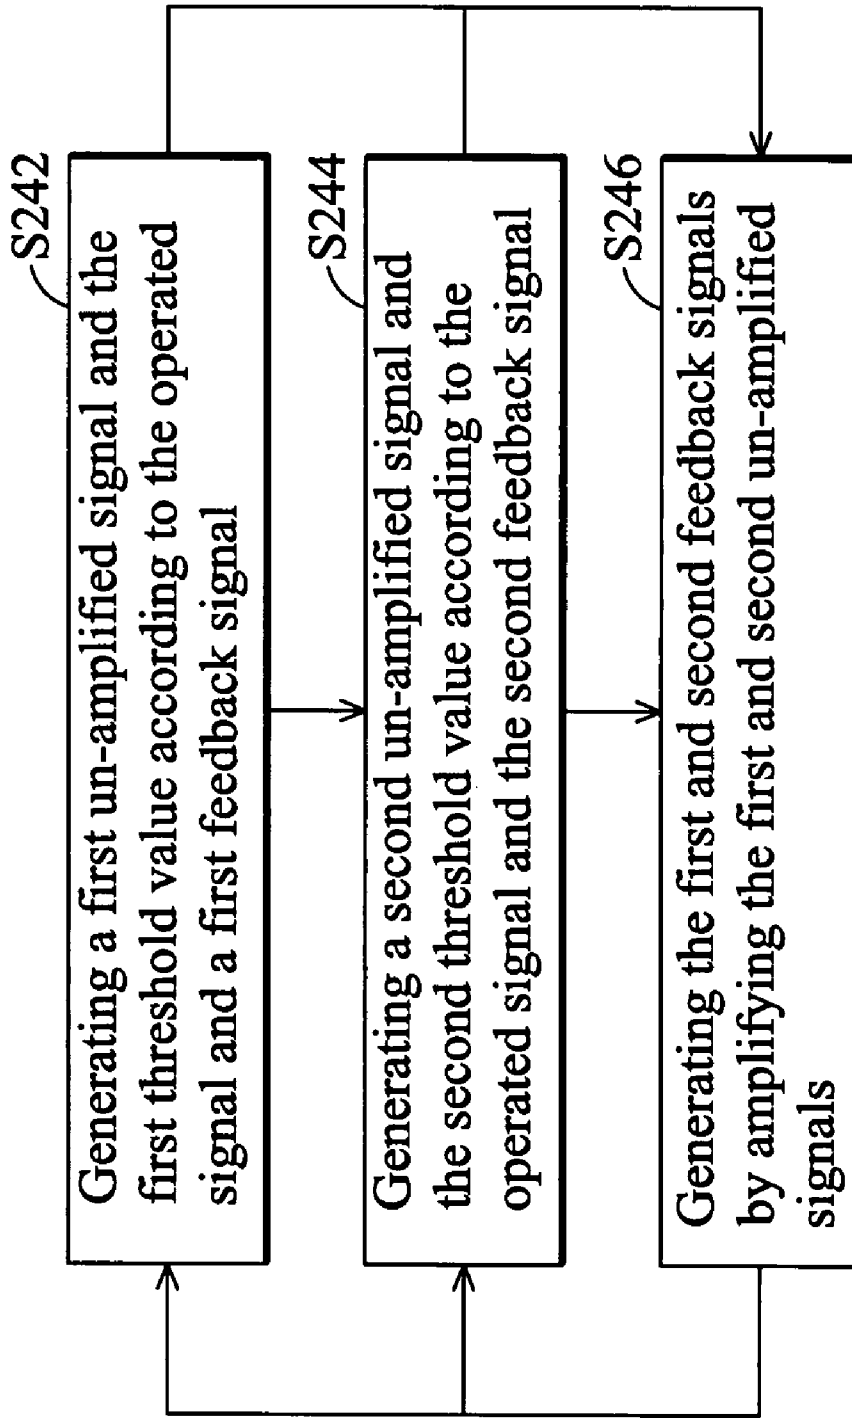 S242
Generating a first un-amplified signal and the
first threshold value according to the operated
signal and a first feedback signal
S244
Generating a second un-amplified signal and
the second threshold value according to the
operated signal and the second feedback signal
S246
Generating the first and second feedback signals
by amplifying the first and second un-amplified
signals